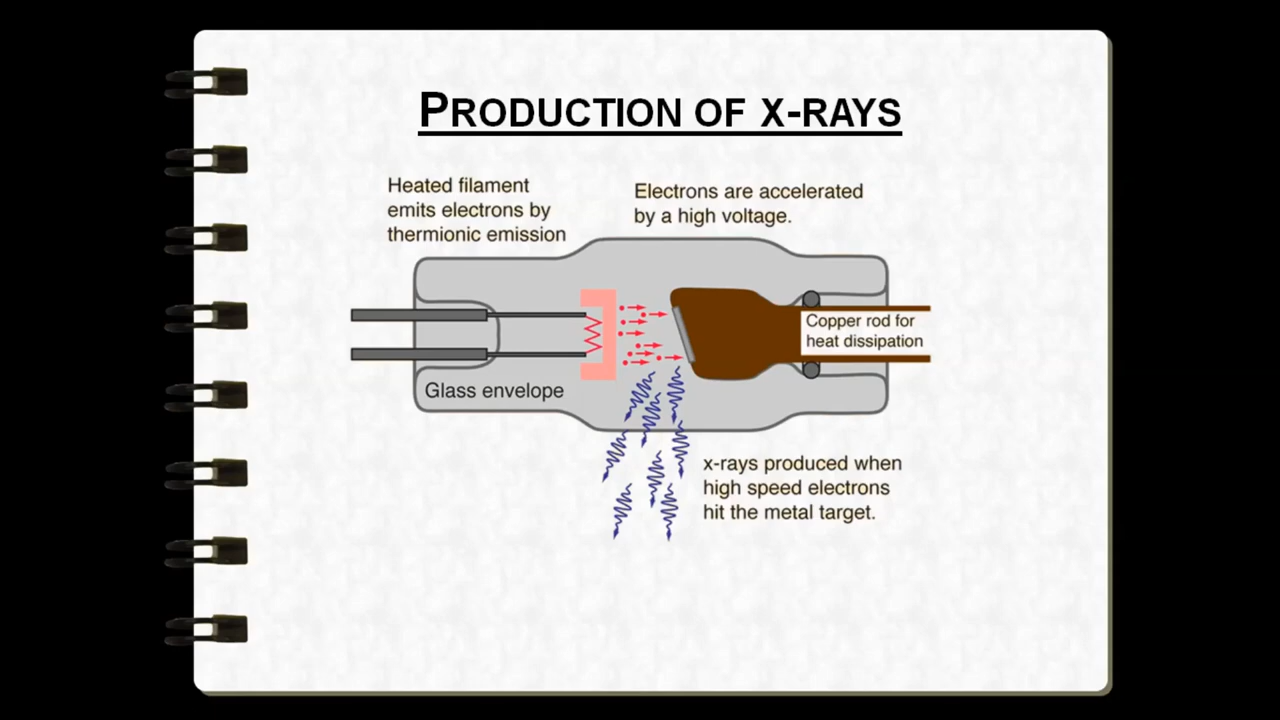 PRODUCTION OF X-RAYS
Heated filament
emits electrons by
thermionic emission
Electrons are accelerated
by a high voltage.
Copper rod for
heat dissipation
Glass envelope
x-rays produced when
high speed electrons
hit the metal target.